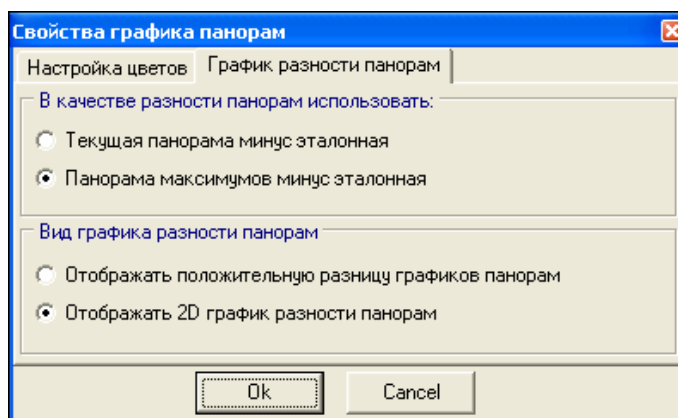 Свойства графика панорам
Настройка цветов
График разности панорам
В качестве разности панорам использовать:
Текущая панорама минус эталонная
Панорама максимумов минус эталонная
Вид графика разности панорам
Отображать положительную разницу графиков панорам
Отображать 2D график разности панорам
Ok
Cancel